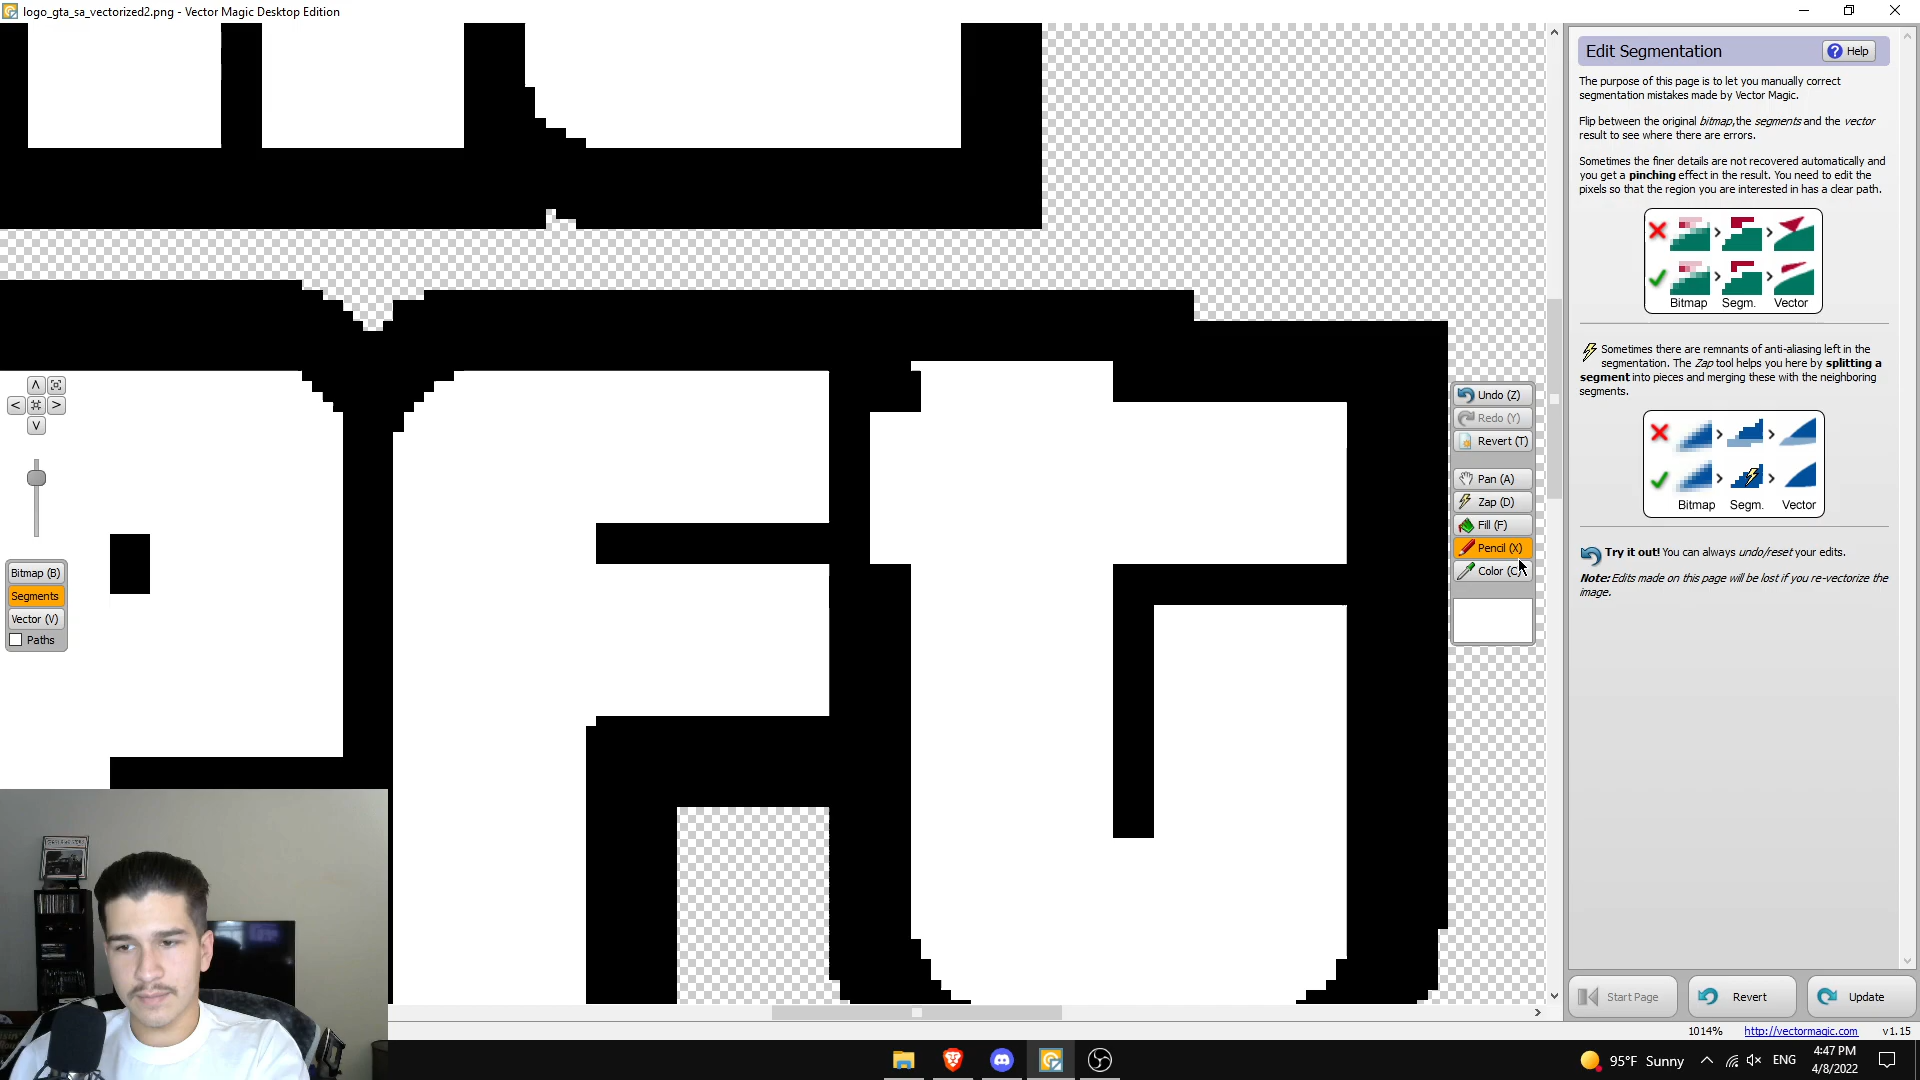 logo_gta_sa_vectorized2.png - Vector Magic Desktop Edition
Edit Segmentation
Help
The purpose of this page is to let you manually correct
segmentation mistakes made by Vector Magic.
Flip between the original bitmap,the segments and the vector
result to see where there are errors.
Sometimes the finer details are not recovered automatically and
you get a pinching effect in the result. You need to edit the
pixels so that the region you are interested in has a clear path.
Bitmap Segm. Vector
Sometimes there are remnants of anti-aliasing left in the
segmentation. The Zap tool helps you here by splitting a
segment into pieces and merging these with the neighboring
segments.
Bitmap Segm. Vector
Try it out! You can always undo/reset your edits.
Note: Edits made on this page will be lost if you re-vectorize the
image.
Undo (Z)
Redo (Y)
Revert (T)
Pan (A)
Zap (D)
Fill (F)
Pencil (X)
Color (C)
Bitmap (B)
Segments
Vector (V)
Paths
Start Page
Revert
Update
1014%
http://vectormagic.com
v1.15
95°F Sunny
ENG
4:47 PM
4/8/2022